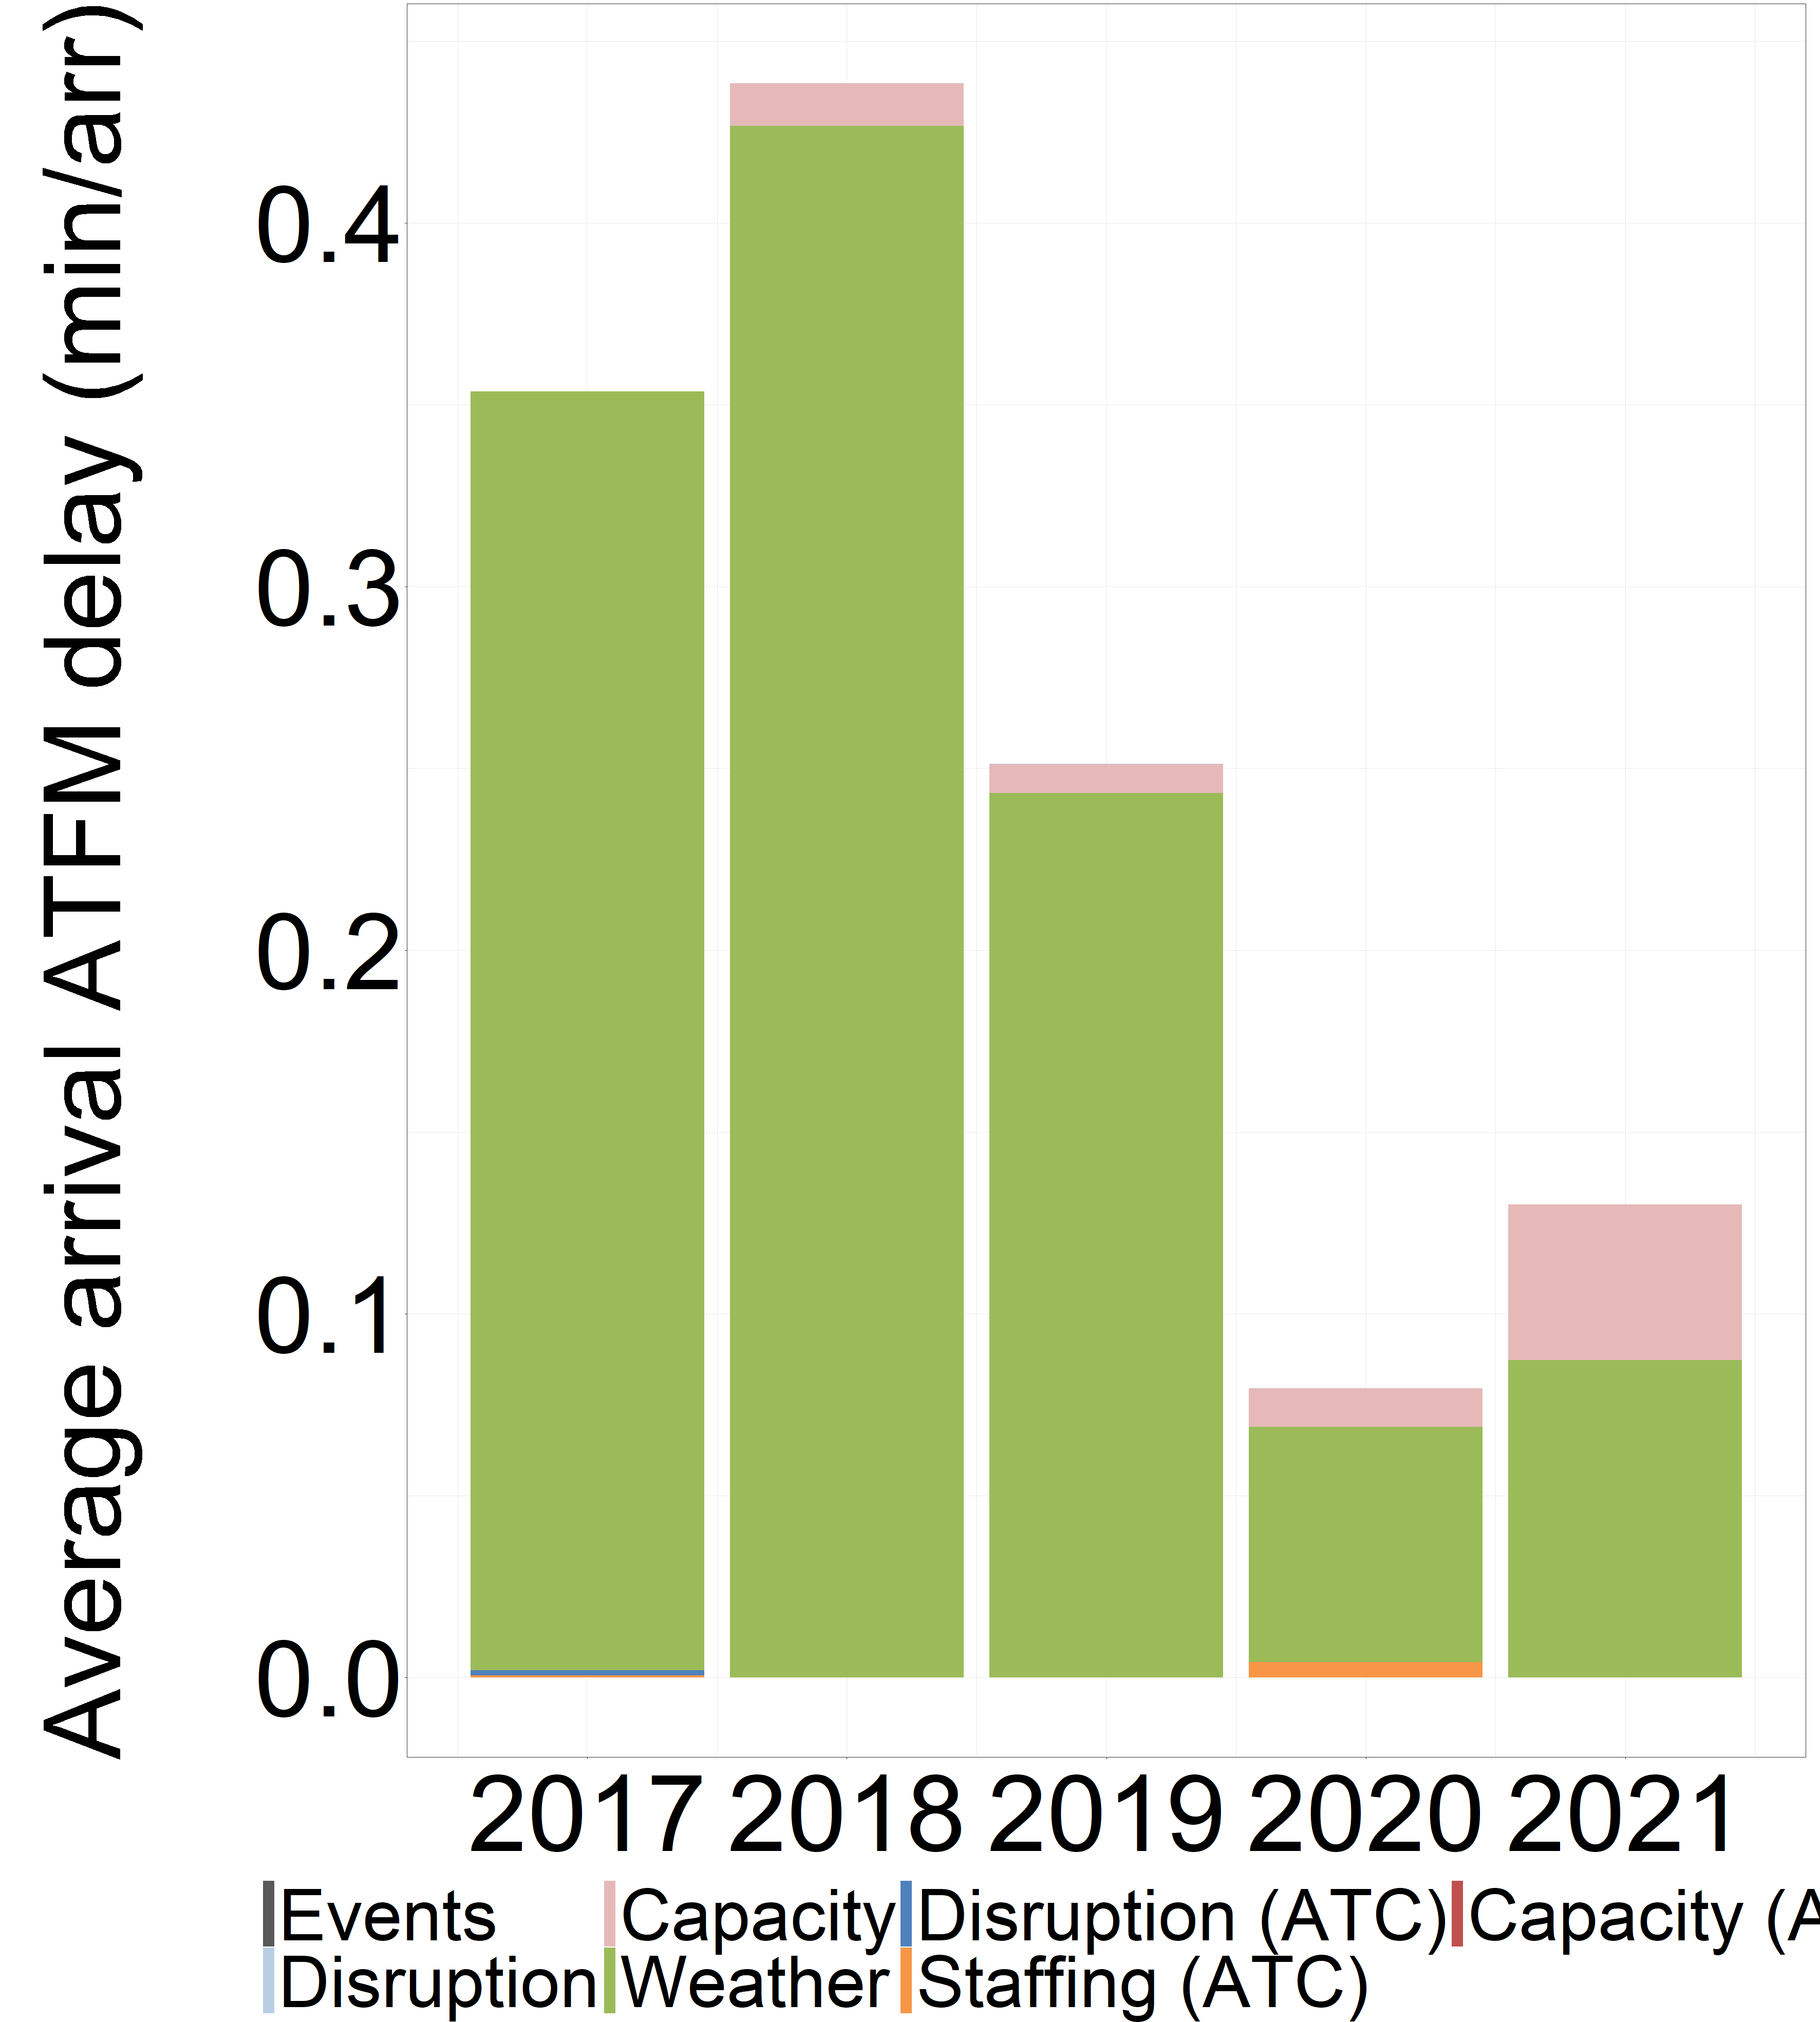 Average arrival ATFM delay (min/arr)
0.4
0.3
0.2
0.1
0.0
2017 2018 2019 2020 2021
Events Capacity Disruption (ATC) Capacity (A
Disruption Weather Staffing (ATC)